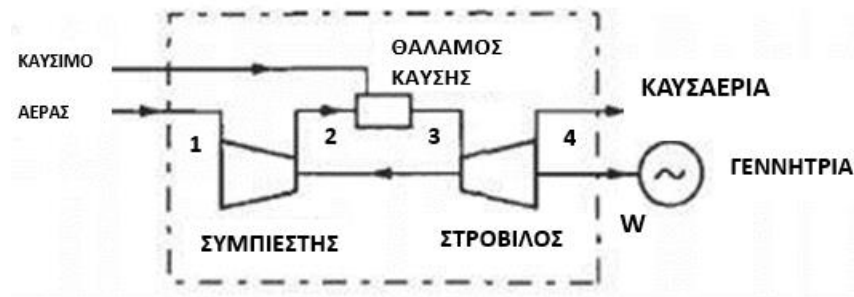 ΚΑΥΣΙΜΟ
ΑΕΡΑΣ
ΘΑΛΑΜΟΣ
ΚΑΥΣΗΣ
ΚΑΥΣΑΕΡΙΑ
1
2
3
4
ΓΕΝΝΗΤΡΙΑ
W
ΣΥΜΠΙΕΣΤΗΣ
ΣΤΡΟΒΙΛΟΣ